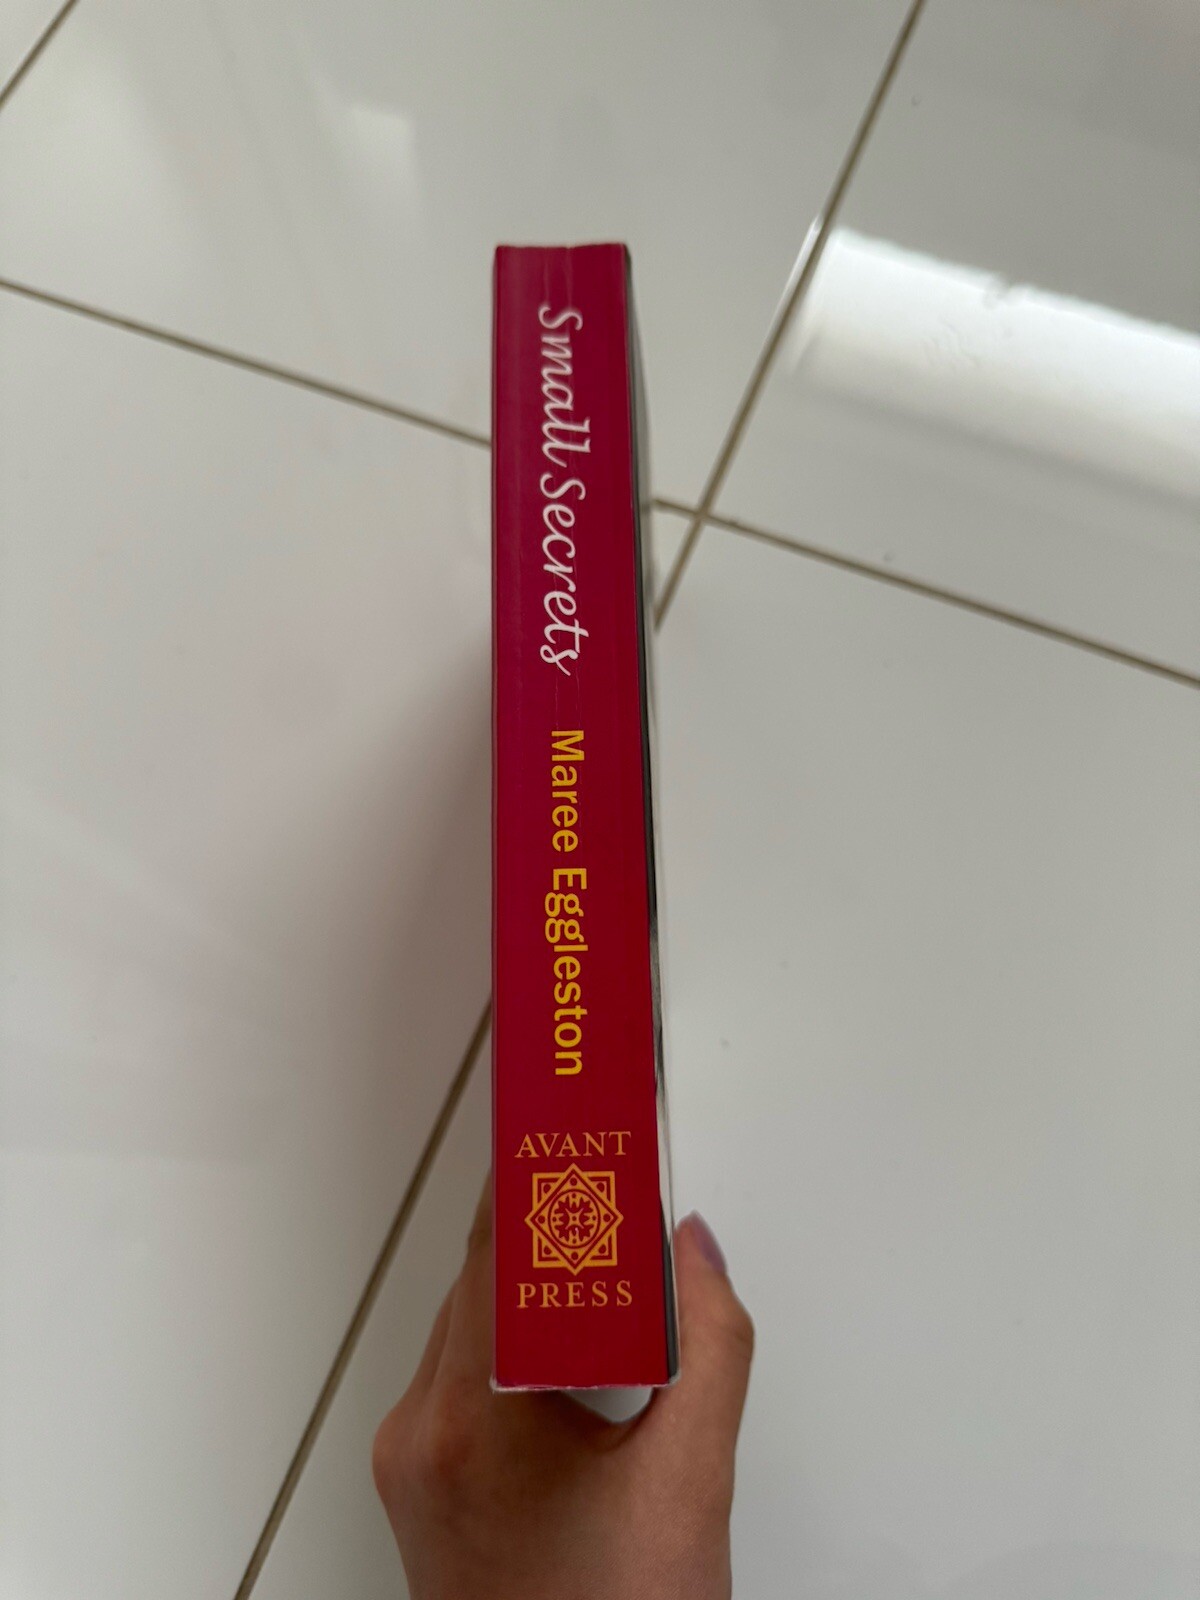 Small Secrets
Maree Eggleston
AVANT
PRESS